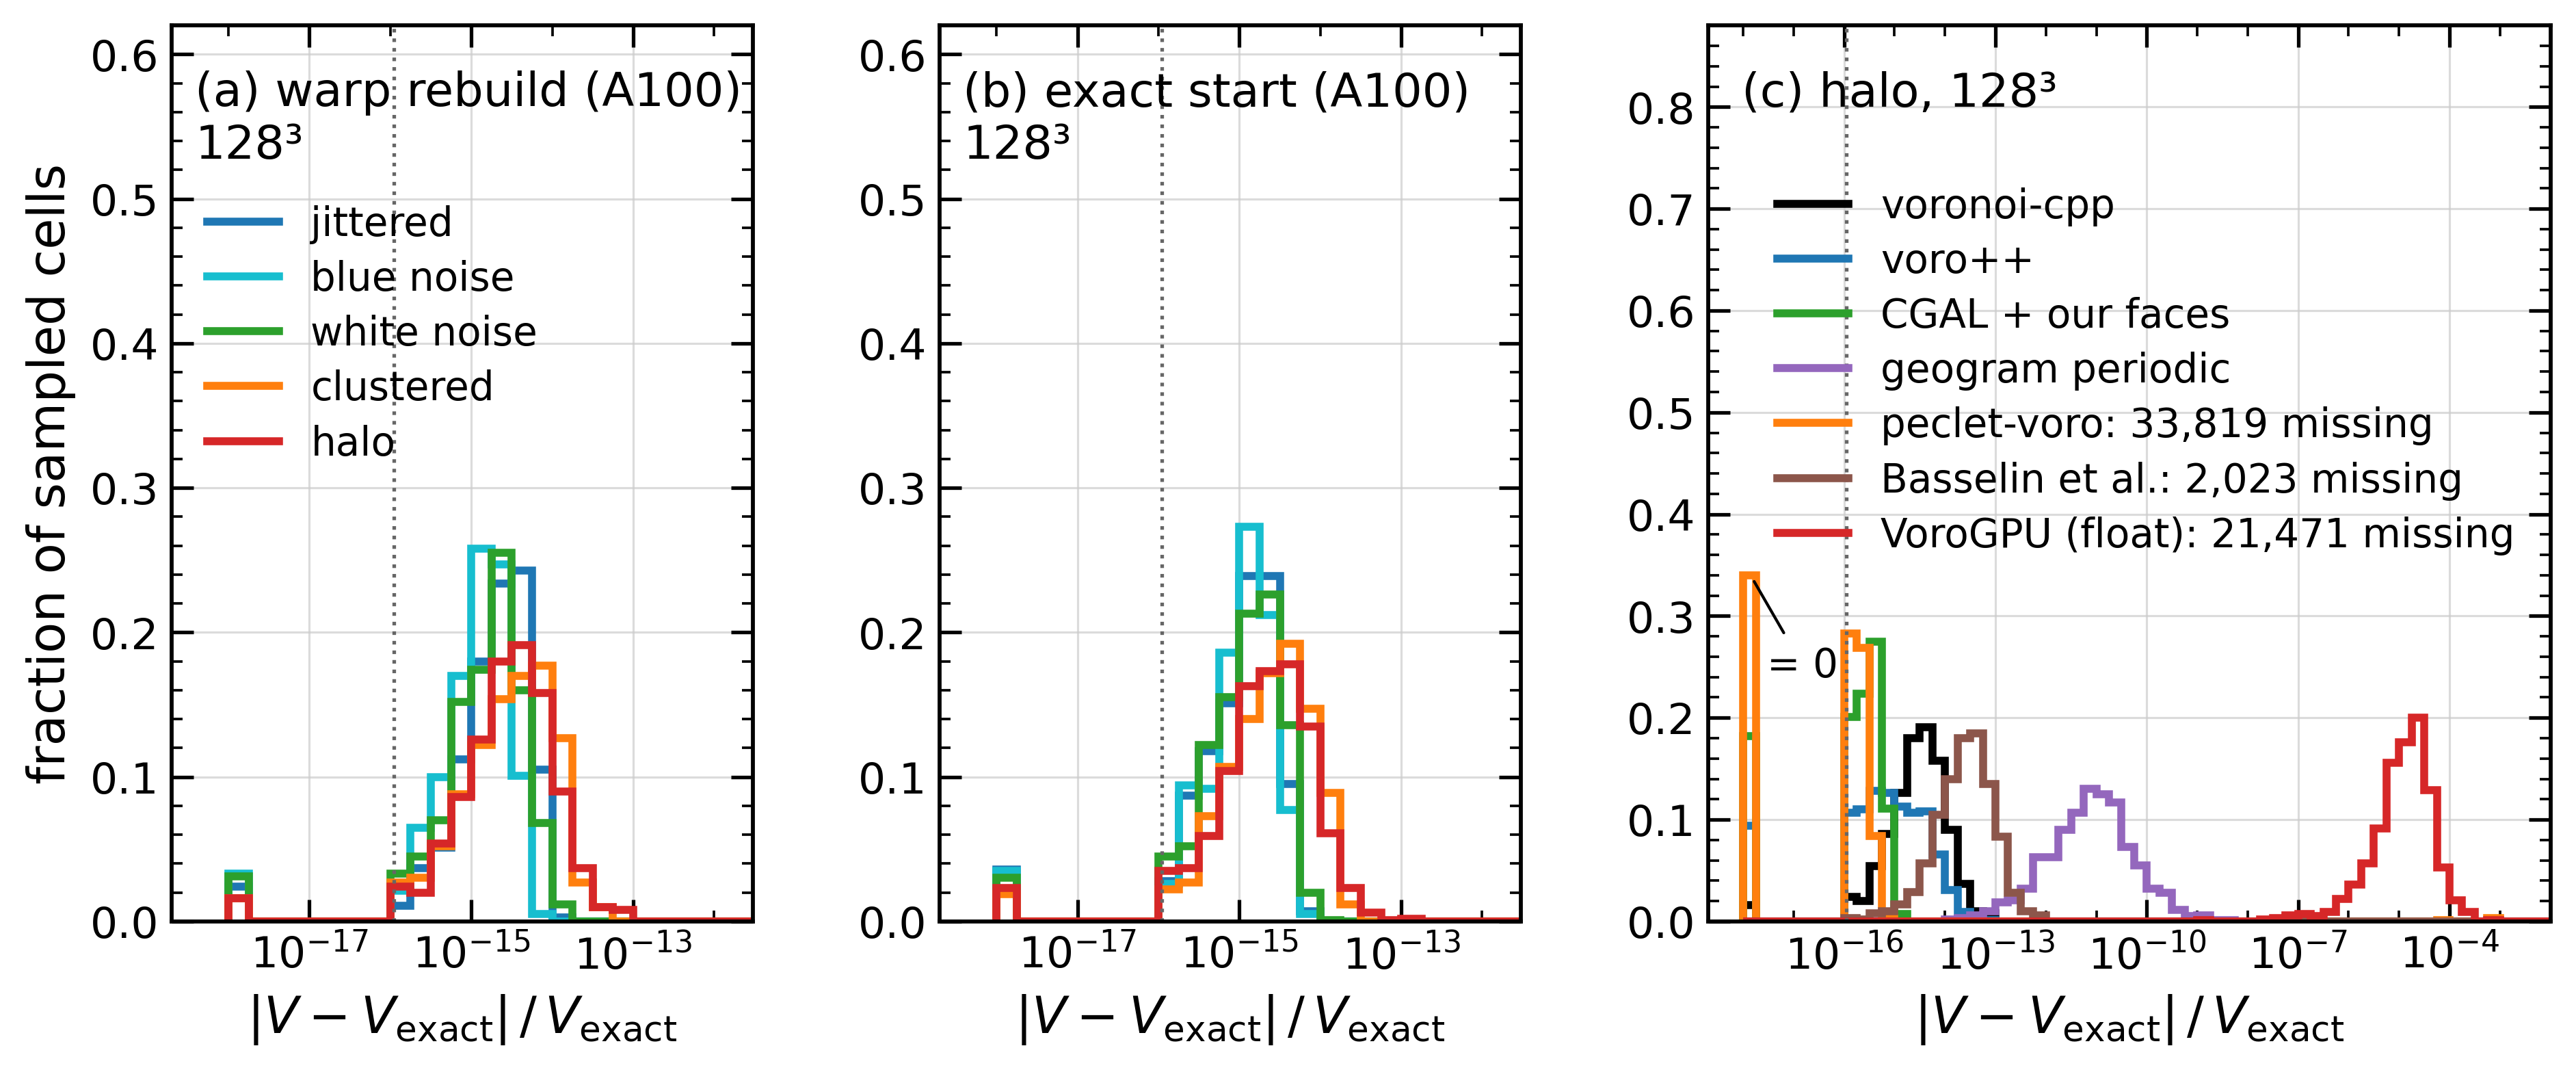 fraction of sampled cells
0.6
0.5
0.4
0.3
0.2
0.1
0.0
(a) warp rebuild (A100)
128³
jittered
blue noise
white noise
clustered
halo
10⁻¹⁷ 10⁻¹⁵ 10⁻¹³
|V − V_exact| / V_exact
0.6
0.5
0.4
0.3
0.2
0.1
0.0
(b) exact start (A100)
128³
10⁻¹⁷ 10⁻¹⁵ 10⁻¹³
|V − V_exact| / V_exact
0.8
0.7
0.6
0.5
0.4
0.3
0.2
0.1
0.0
(c) halo, 128³
voronoi-cpp
voro++
CGAL + our faces
geogram periodic
peclet-voro: 33,819 missing
Basselin et al.: 2,023 missing
VoroGPU (float): 21,471 missing
= 0
10⁻¹⁶ 10⁻¹³ 10⁻¹⁰ 10⁻⁷ 10⁻⁴
|V − V_exact| / V_exact